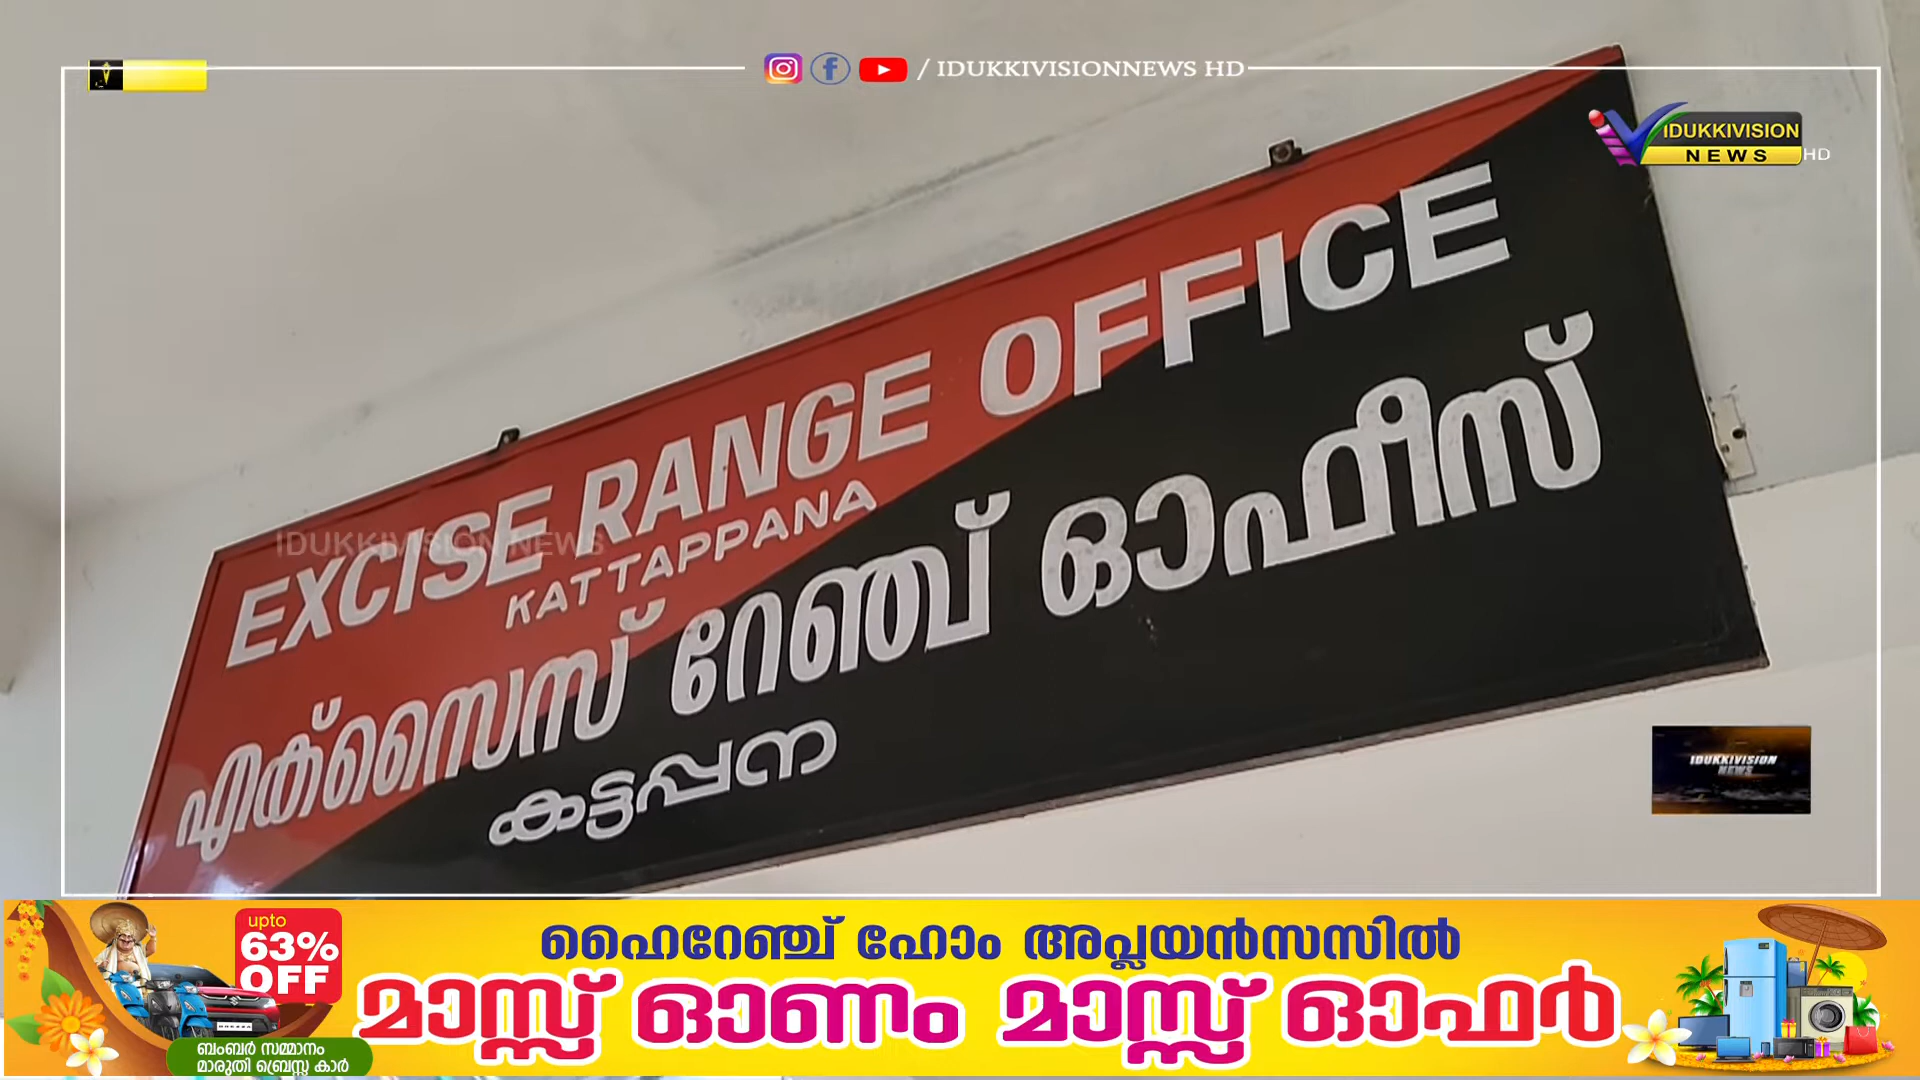 / IDUKKIVISIONNEWS HD
IDUKKIVISION
NEWS HD
EXCISE RANGE OFFICE
KATTAPPANA
IDUKKIVISION NEWS
എക്സൈസ് റേഞ്ച് ഓഫീസ്
കട്ടപ്പന
IDUKKIVISION
NEWS
upto
63%
OFF
ഹൈറേഞ്ച് ഹോം അപ്ലയൻസസിൽ
മാസ്സ് ഓണം മാസ്സ് ഓഫർ
ബംബർ സമ്മാനം
മാരുതി ബ്രെസ്സ കാർ